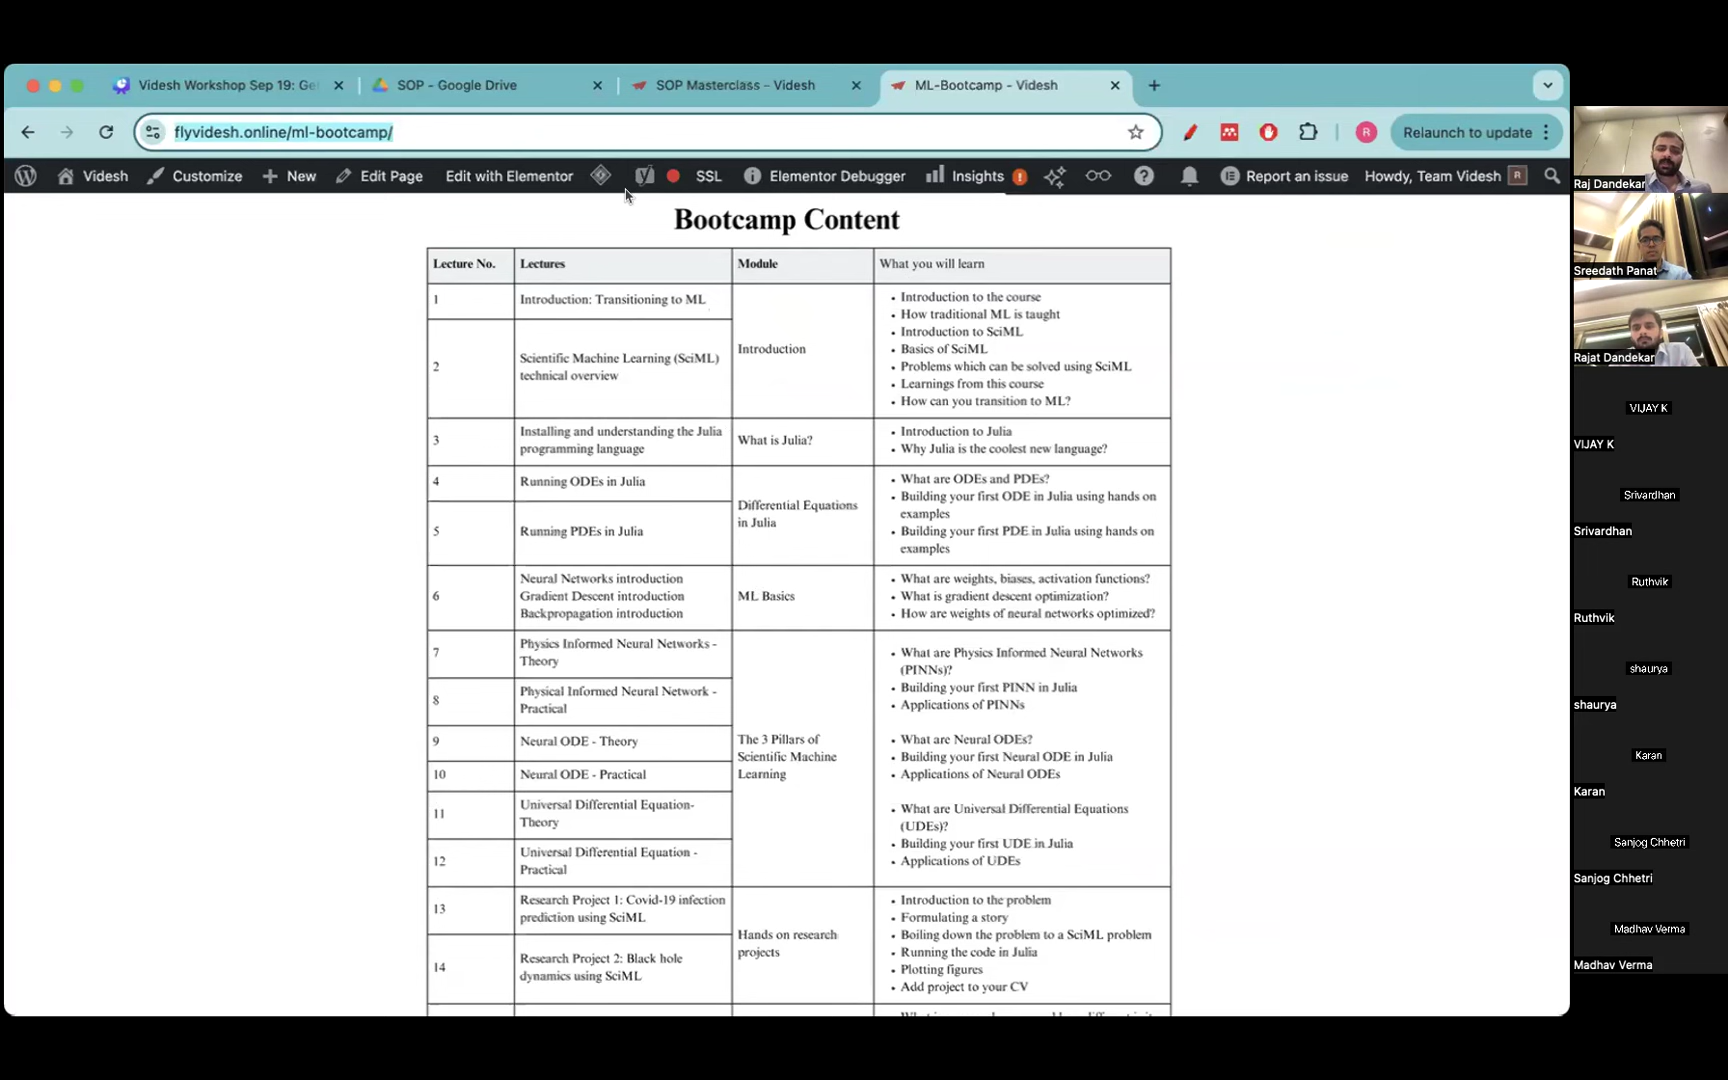 Videsh Workshop Sep 19: Ge
SOP - Google Drive
SOP Masterclass – Videsh
ML-Bootcamp - Videsh
flyvidesh.online/ml-bootcamp/
R
Relaunch to update
Videsh
Customize
New
Edit Page
Edit with Elementor
SSL
Elementor Debugger
Insights
Report an issue
Howdy, Team Videsh
R
Bootcamp Content
Lecture No.
Lectures
Module
What you will learn
1
Introduction: Transitioning to ML
2
Scientific Machine Learning (SciML)
technical overview
Introduction
• Introduction to the course
• How traditional ML is taught
• Introduction to SciML
• Basics of SciML
• Problems which can be solved using SciML
• Learnings from this course
• How can you transition to ML?
3
Installing and understanding the Julia
programming language
What is Julia?
• Introduction to Julia
• Why Julia is the coolest new language?
4
Running ODEs in Julia
5
Running PDEs in Julia
Differential Equations
in Julia
• What are ODEs and PDEs?
• Building your first ODE in Julia using hands on
examples
• Building your first PDE in Julia using hands on
examples
6
Neural Networks introduction
Gradient Descent introduction
Backpropagation introduction
ML Basics
• What are weights, biases, activation functions?
• What is gradient descent optimization?
• How are weights of neural networks optimized?
7
Physics Informed Neural Networks -
Theory
8
Physical Informed Neural Network -
Practical
9
Neural ODE - Theory
10
Neural ODE - Practical
11
Universal Differential Equation-
Theory
12
Universal Differential Equation -
Practical
The 3 Pillars of
Scientific Machine
Learning
• What are Physics Informed Neural Networks
(PINNs)?
• Building your first PINN in Julia
• Applications of PINNs
• What are Neural ODEs?
• Building your first Neural ODE in Julia
• Applications of Neural ODEs
• What are Universal Differential Equations
(UDEs)?
• Building your first UDE in Julia
• Applications of UDEs
13
Research Project 1: Covid-19 infection
prediction using SciML
14
Research Project 2: Black hole
dynamics using SciML
Hands on research
projects
• Introduction to the problem
• Formulating a story
• Boiling down the problem to a SciML problem
• Running the code in Julia
• Plotting figures
• Add project to your CV
Raj Dandekar
Sreedath Panat
Rajat Dandekar
VIJAY K
VIJAY K
Srivardhan
Srivardhan
Ruthvik
Ruthvik
shaurya
shaurya
Karan
Karan
Sanjog Chhetri
Sanjog Chhetri
Madhav Verma
Madhav Verma